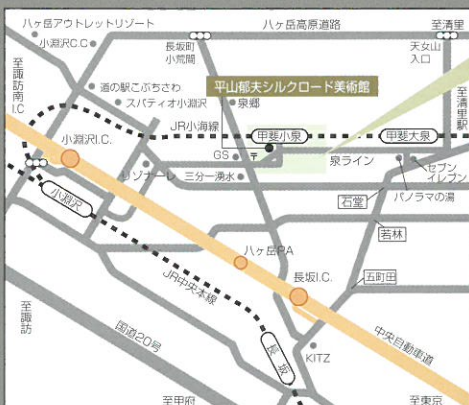 八ヶ岳アウトレットリゾート
八ヶ岳高原道路
至清里
小淵沢C.C
長坂町
小荒間
天女山
入口
至諏訪南I.C
道の駅こぶちさわ
スパティオ小淵沢
平山郁夫シルクロード美術館
泉郷
至清里駅
JR小海線
甲斐小泉
甲斐大泉
小淵沢I.C.
GS
〒
泉ライン
セブン
イレブン
リゾナーレ
三分一湧水
パノラマの湯
石堂
小淵沢
若林
八ヶ岳PA
五町田
長坂I.C.
JR中央本線
至諏訪
国道20号
中央自動車道
KITZ
長坂
至甲府
至東京